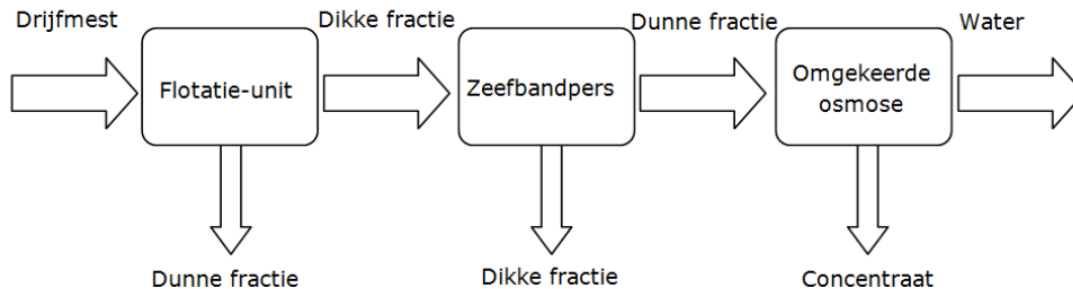 Drijfmest
Dikke fractie
Dunne fractie
Water
Flotatie-unit
Zeefbandpers
Omgekeerde
osmose
Dunne fractie
Dikke fractie
Concentraat